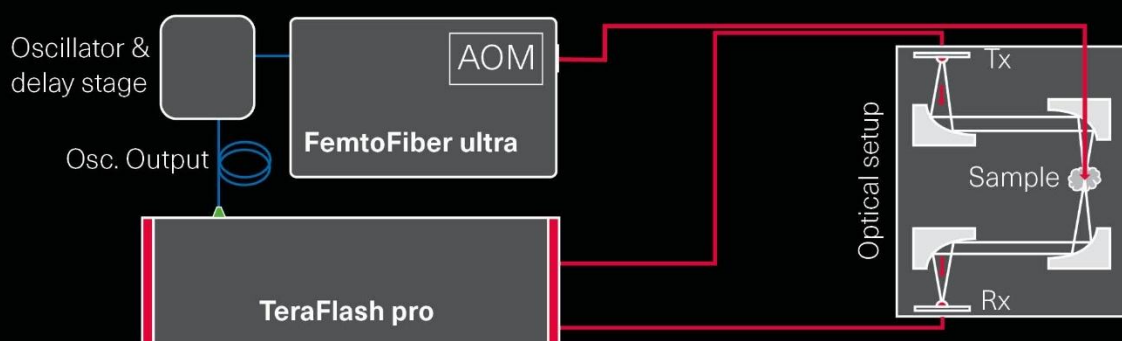 Oscillator &
delay stage
AOM
FemtoFiber ultra
Osc. Output
TeraFlash pro
Optical setup
Tx
Sample
Rx